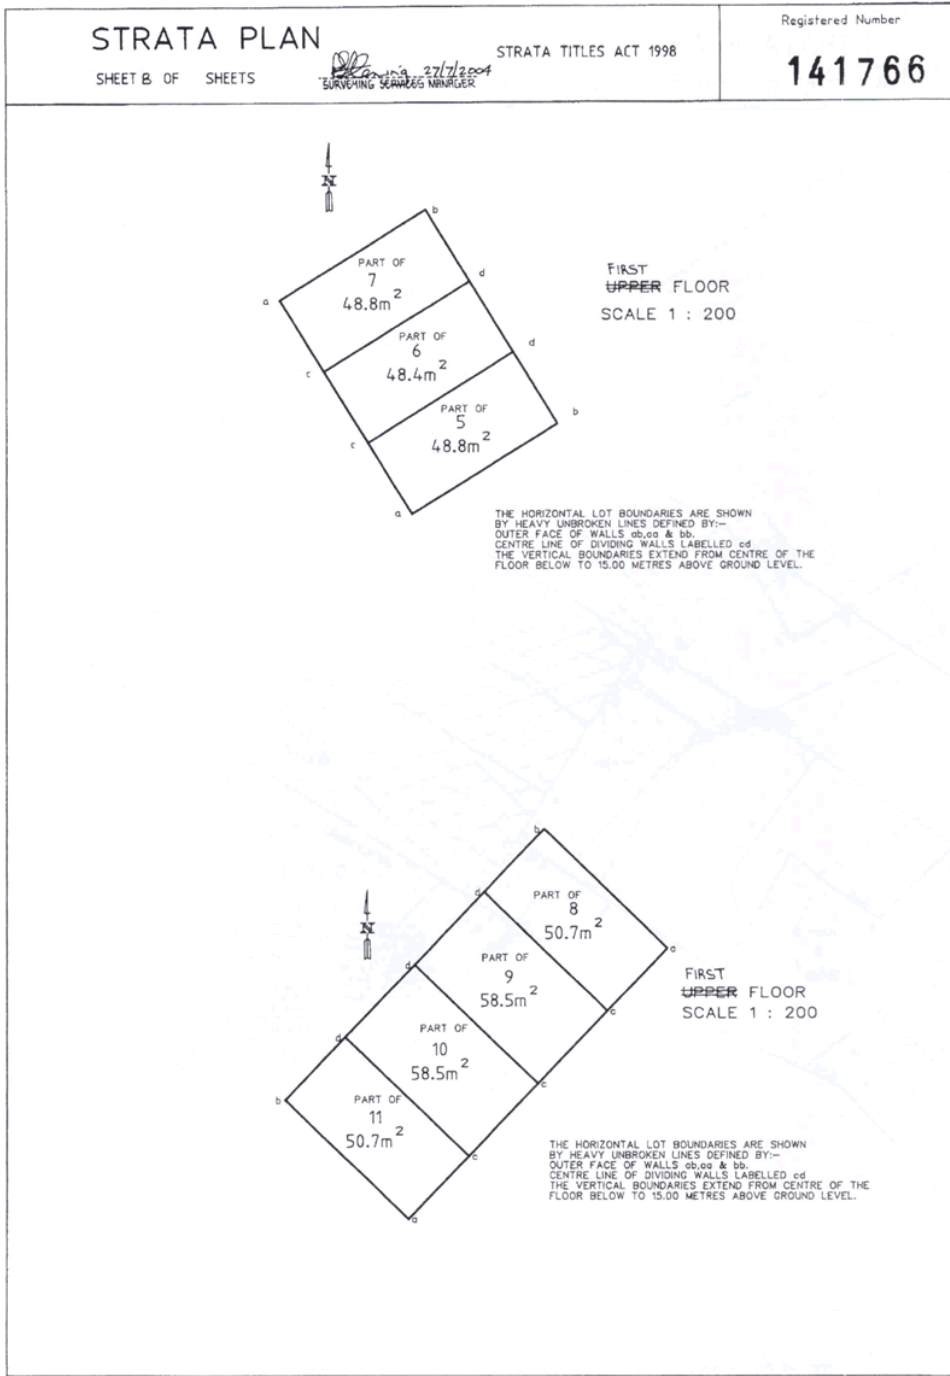 STRATA PLAN
SHEET 8 OF SHEETS
27/7/2004
SURVEYING SERVICES MANAGER
STRATA TITLES ACT 1998
Registered Number
141766
N
b
PART OF
7
48.8m²
d
a
FIRST
UPPER FLOOR
SCALE 1 : 200
PART OF
6
48.4m²
d
c
PART OF
5
48.8m²
b
c
a
THE HORIZONTAL LOT BOUNDARIES ARE SHOWN
BY HEAVY UNBROKEN LINES DEFINED BY:-
OUTER FACE OF WALLS ab,aa & bb.
CENTRE LINE OF DIVIDING WALLS LABELLED cd
THE VERTICAL BOUNDARIES EXTEND FROM CENTRE OF THE
FLOOR BELOW TO 15.00 METRES ABOVE GROUND LEVEL.
b
N
d
PART OF
8
50.7m²
a
d
PART OF
9
58.5m²
c
FIRST
UPPER FLOOR
SCALE 1 : 200
d
PART OF
10
58.5m²
c
b
PART OF
11
50.7m²
c
a
THE HORIZONTAL LOT BOUNDARIES ARE SHOWN
BY HEAVY UNBROKEN LINES DEFINED BY:-
OUTER FACE OF WALLS ab,aa & bb.
CENTRE LINE OF DIVIDING WALLS LABELLED cd
THE VERTICAL BOUNDARIES EXTEND FROM CENTRE OF THE
FLOOR BELOW TO 15.00 METRES ABOVE GROUND LEVEL.